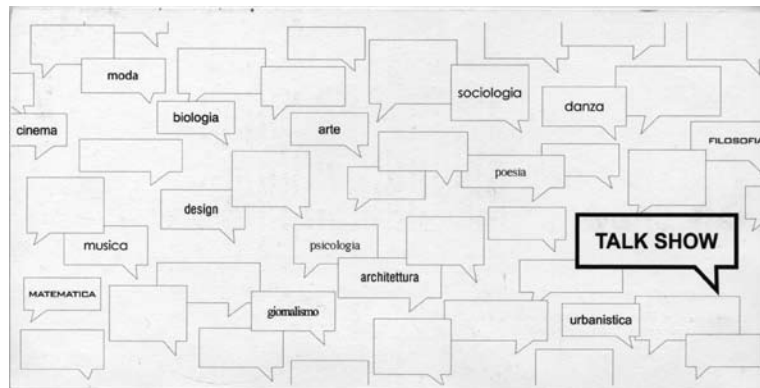 moda
sociologia
danza
cinema
biologia
arte
FILOSOFIA
poesia
design
musica
psicologia
TALK SHOW
architettura
MATEMATICA
giornalismo
urbanistica